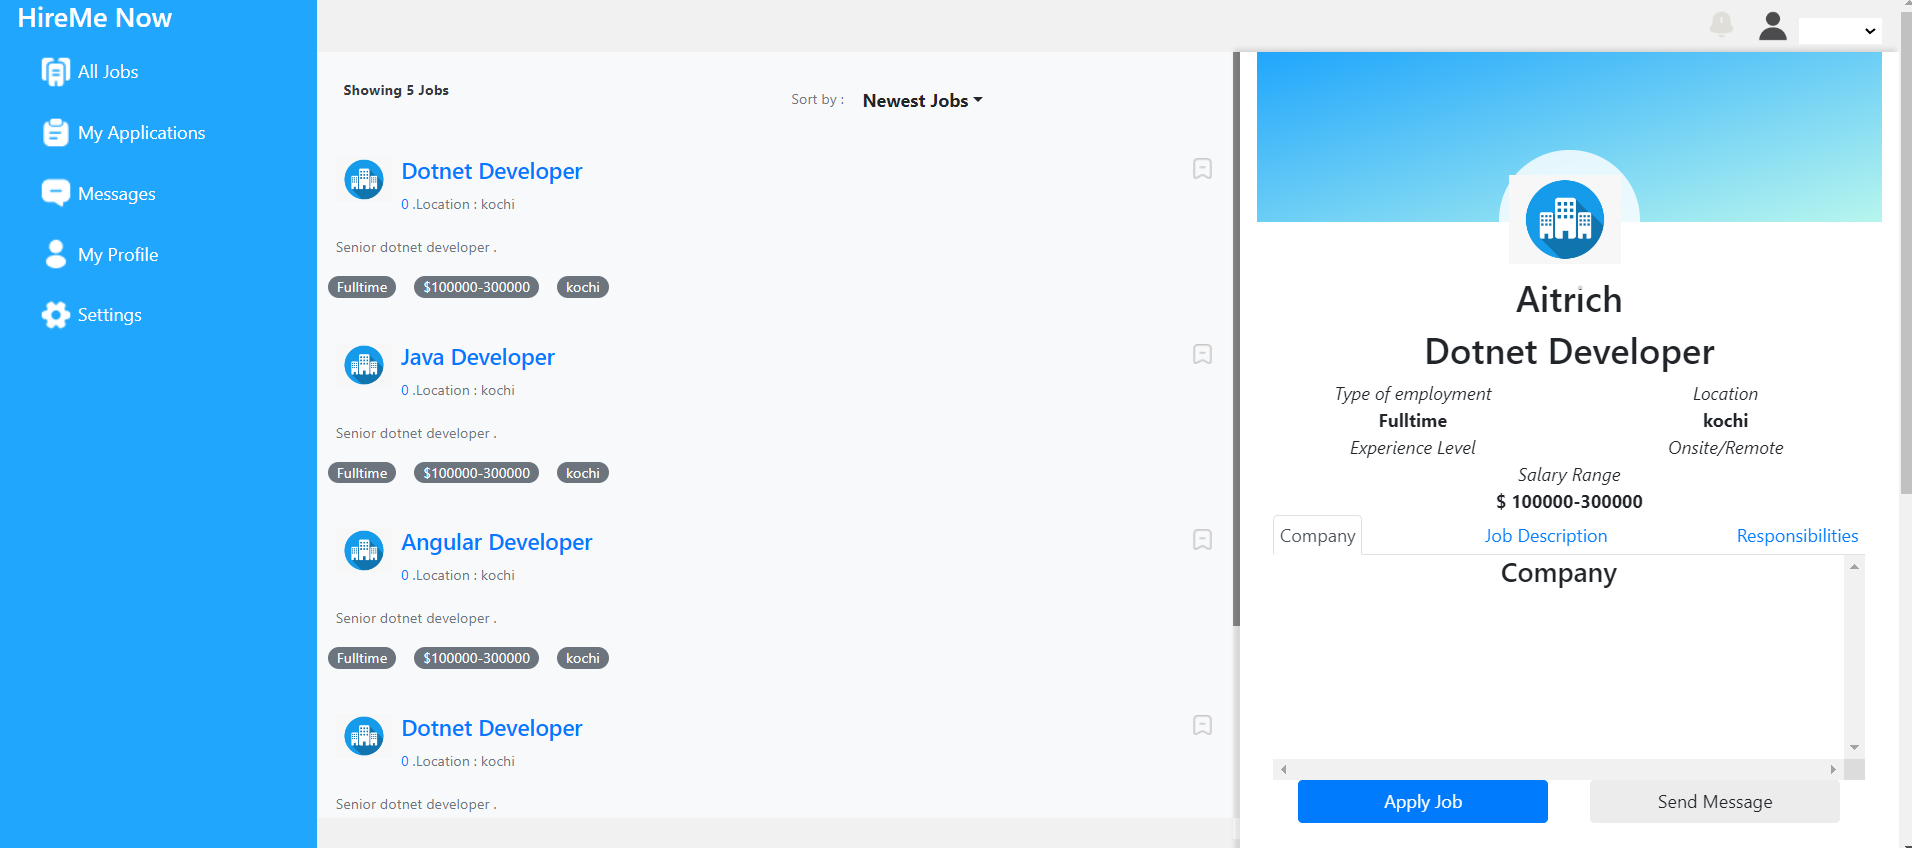 HireMe Now
All Jobs
My Applications
Messages
My Profile
Settings
Showing 5 Jobs
Sort by :
Newest Jobs
Dotnet Developer
0 .Location : kochi
Senior dotnet developer .
Fulltime $100000-300000 kochi
Java Developer
0 .Location : kochi
Senior dotnet developer .
Fulltime $100000-300000 kochi
Angular Developer
0 .Location : kochi
Senior dotnet developer .
Fulltime $100000-300000 kochi
Dotnet Developer
0 .Location : kochi
Senior dotnet developer .
Aitrich
Dotnet Developer
Type of employment Location
Fulltime kochi
Experience Level Onsite/Remote
Salary Range
$ 100000-300000
Company Job Description Responsibilities
Company
Apply Job Send Message